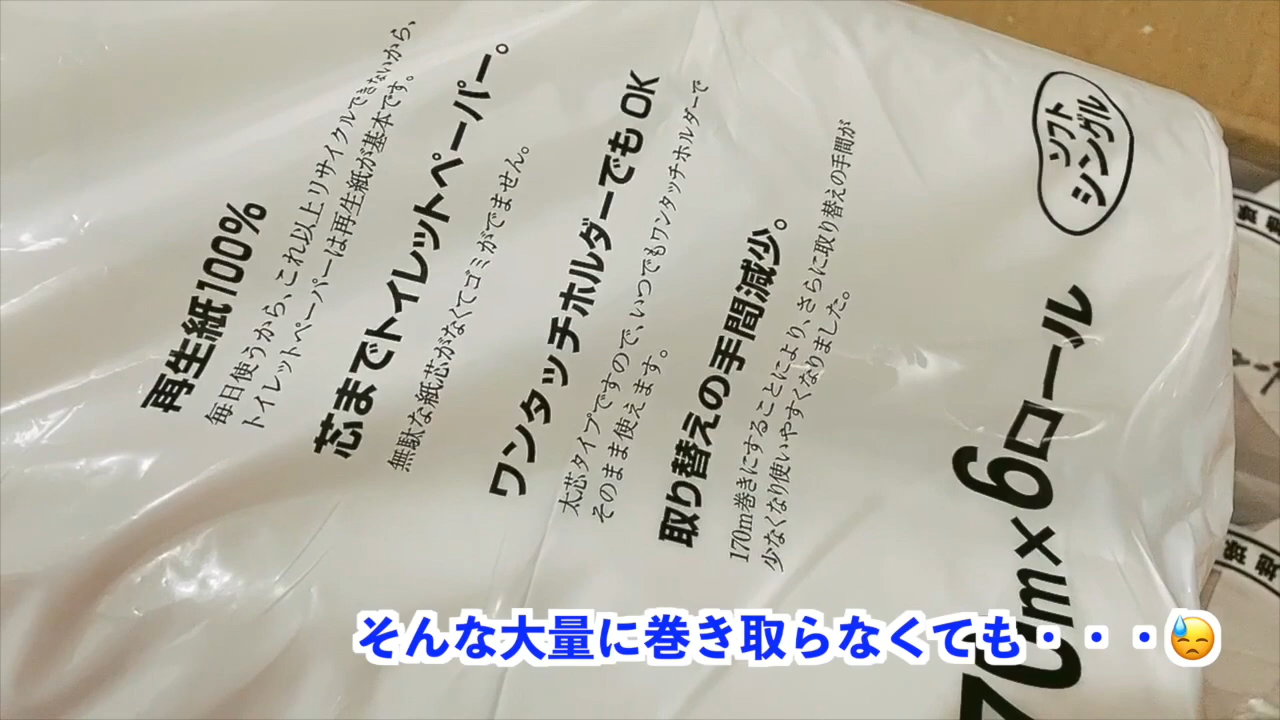 再生紙100%
毎日使うから、これ以上リサイクルできないから、
トイレットペーパーは再生紙が基本です。
芯までトイレットペーパー。
無駄な紙芯がなくてゴミがでません。
ワンタッチホルダーでもOK
太芯タイプですので、いつでもワンタッチホルダーで
そのまま使えます。
取り替えの手間減少。
170m巻きにすることにより、さらに取り替えの手間が
少なくなり使いやすくなりました。
ソフト
シングル
70m×6ロール
地球
そんな大量に巻き取らなくても・・・😓